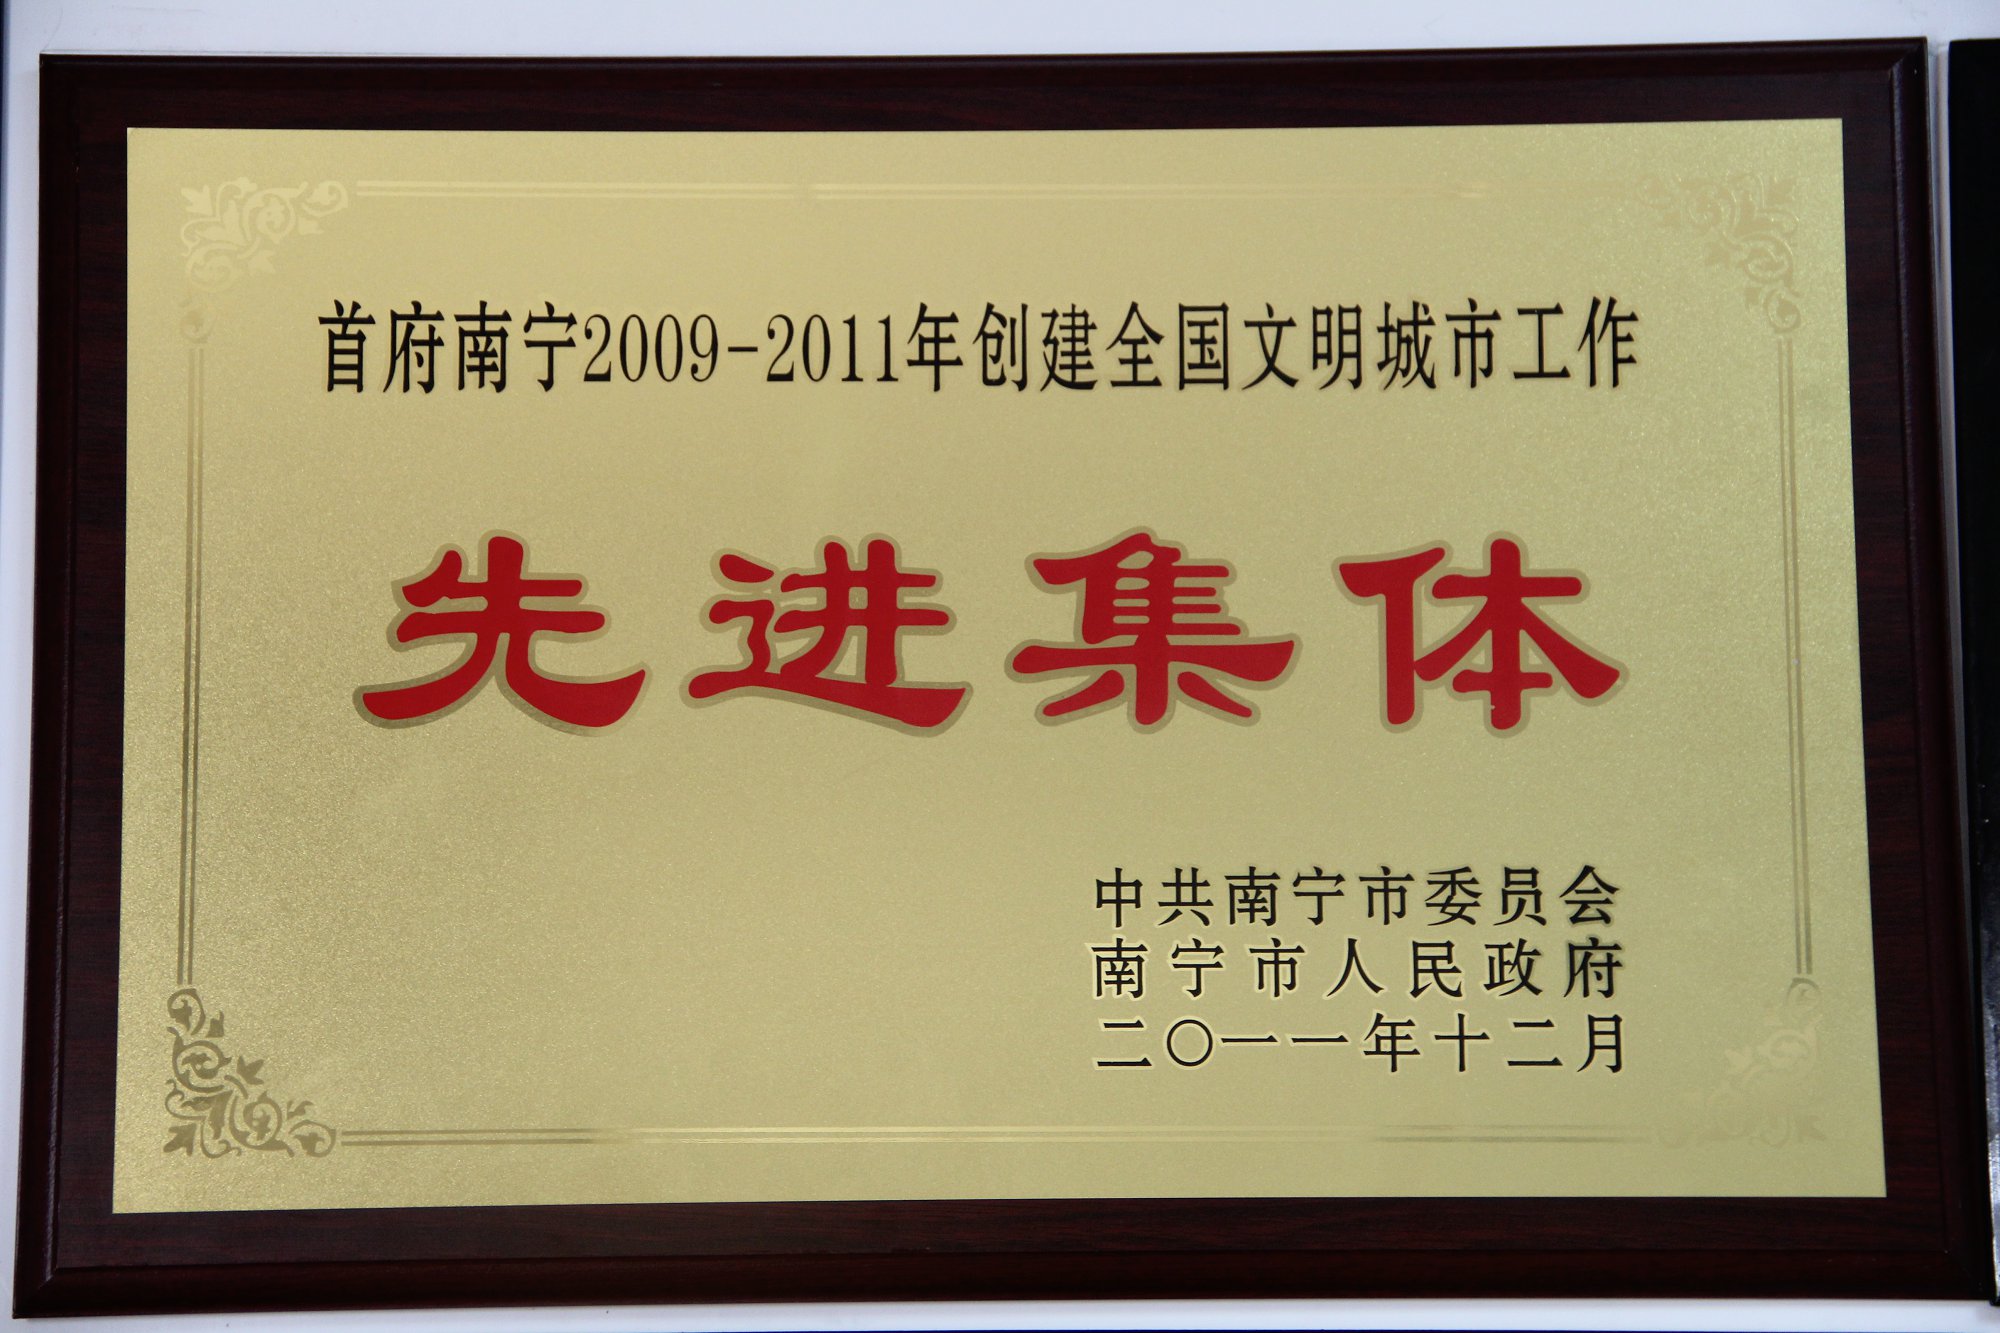 首府南宁2009-2011年创建全国文明城市工作
先进集体
中共南宁市委员会
南宁市人民政府
二〇一一年十二月